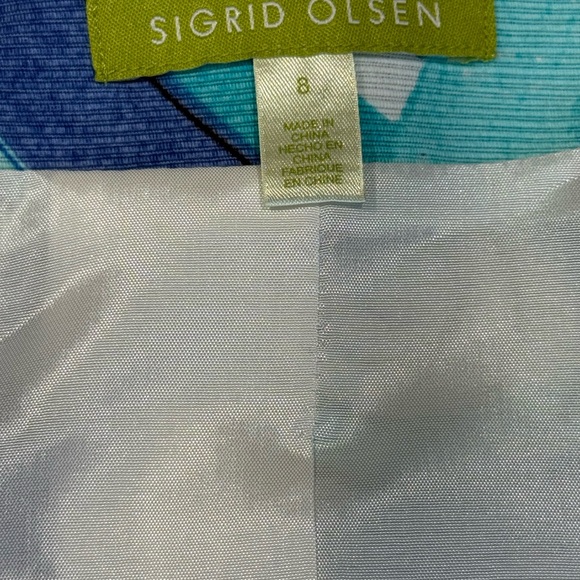 SIGRID OLSEN
8
MADE IN
CHINA
HECHO EN
CHINA
FABRIQUE
EN CHINE